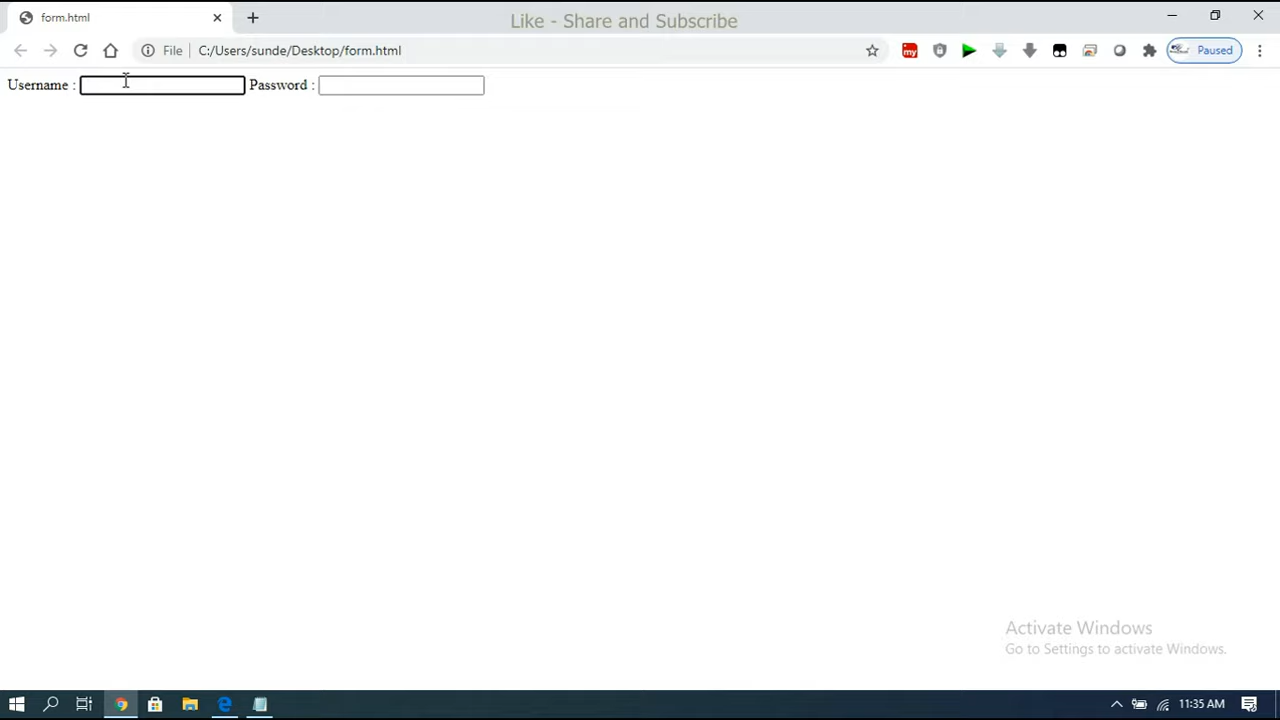 form.html
Like - Share and Subscribe
File
C:/Users/sunde/Desktop/form.html
my
Paused
Username :
Password :
Activate Windows
Go to Settings to activate Windows.
11:35 AM